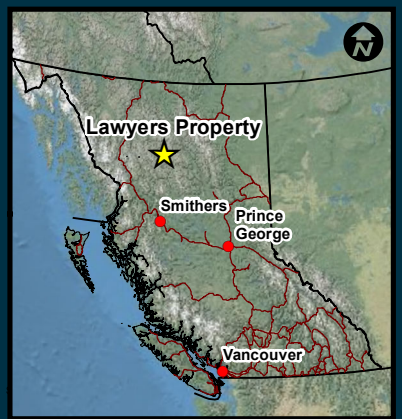 N
Lawyers Property
Smithers
Prince
George
Vancouver